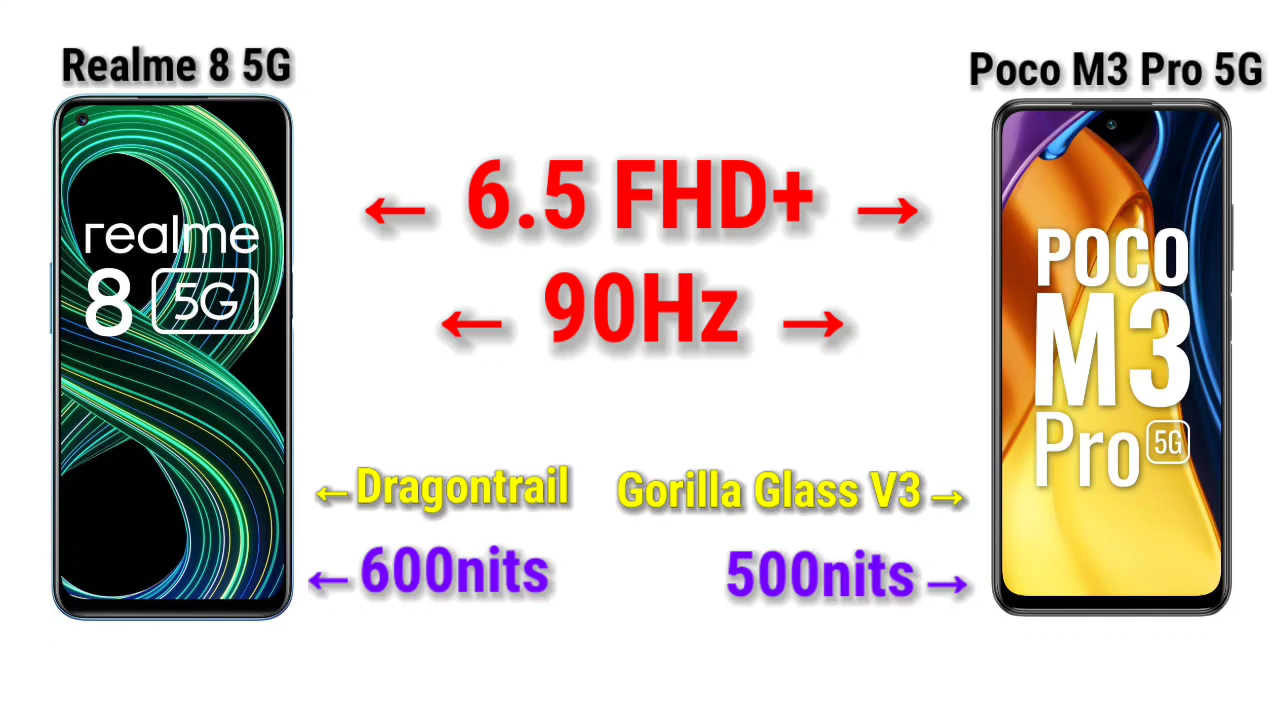 Realme 8 5G
Poco M3 Pro 5G
← 6.5 FHD+ →
← 90Hz →
realme
8 5G
POCO
M3
Pro 5G
←Dragontrail
Gorilla Glass V3→
←600nits
500nits→